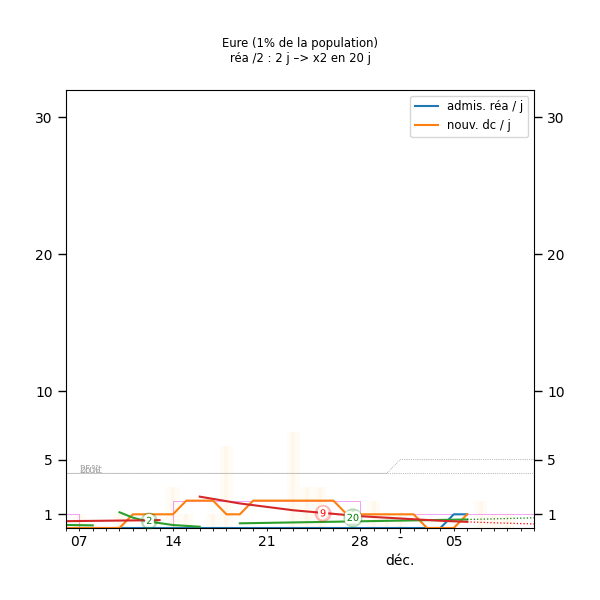 Eure (1% de la population)
réa /2 : 2 j –> x2 en 20 j
admis. réa / j
nouv. dc / j
30 30
20 20
10 10
5 5
1 1
2
9
20
07 14 21 28 - 05
déc.